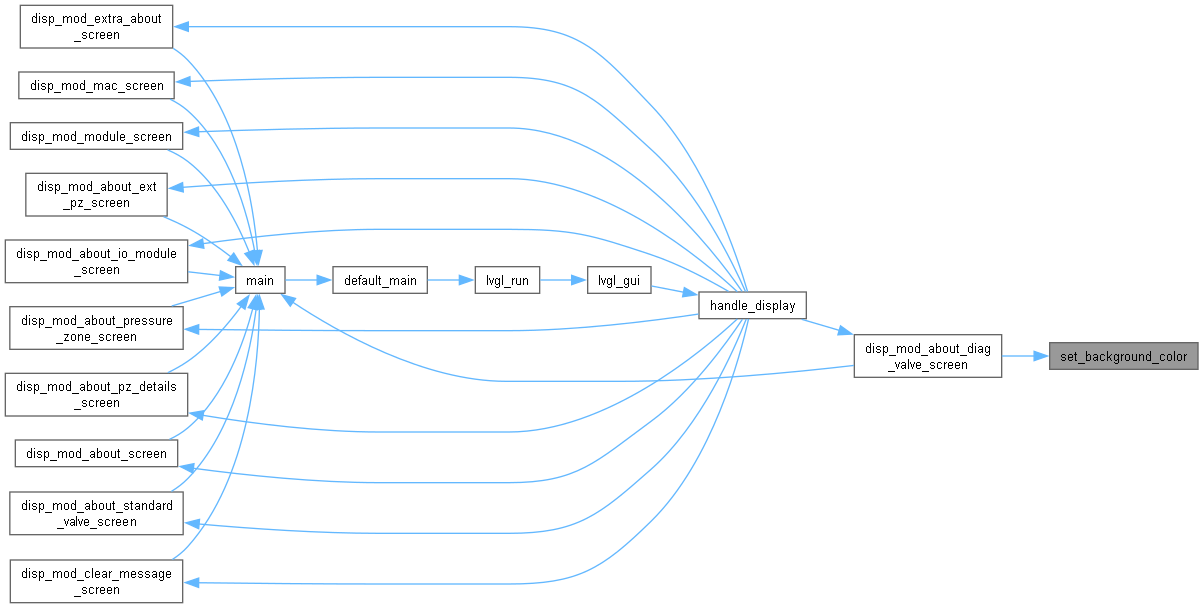 disp_mod_extra_about
_screen
disp_mod_mac_screen
disp_mod_module_screen
disp_mod_about_ext
_pz_screen
disp_mod_about_io_module
_screen
main
default_main
lvgl_run
lvgl_gui
handle_display
disp_mod_about_pressure
_zone_screen
disp_mod_about_diag
_valve_screen
set_background_color
disp_mod_about_pz_details
_screen
disp_mod_about_screen
disp_mod_about_standard
_valve_screen
disp_mod_clear_message
_screen